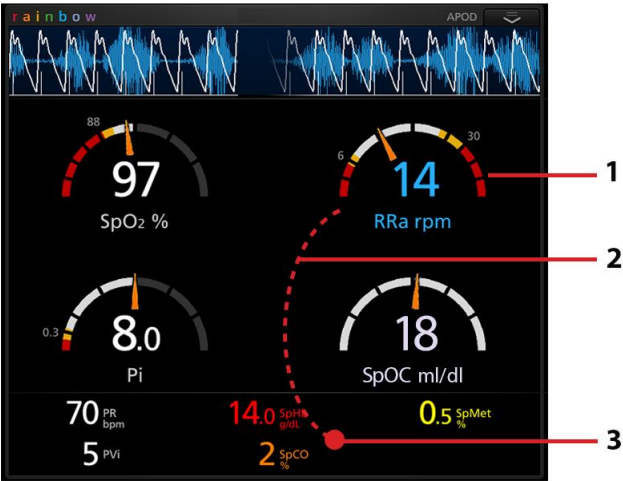 rainbow APOD
88
6 30
97 14 1
SpO₂ % RRa rpm
2
0.3
8.0 18
Pi SpOC ml/dl
70 PR bpm 14.0 SpHb g/dL 0.5 SpMet %
5 PVi 2 SpCO % 3